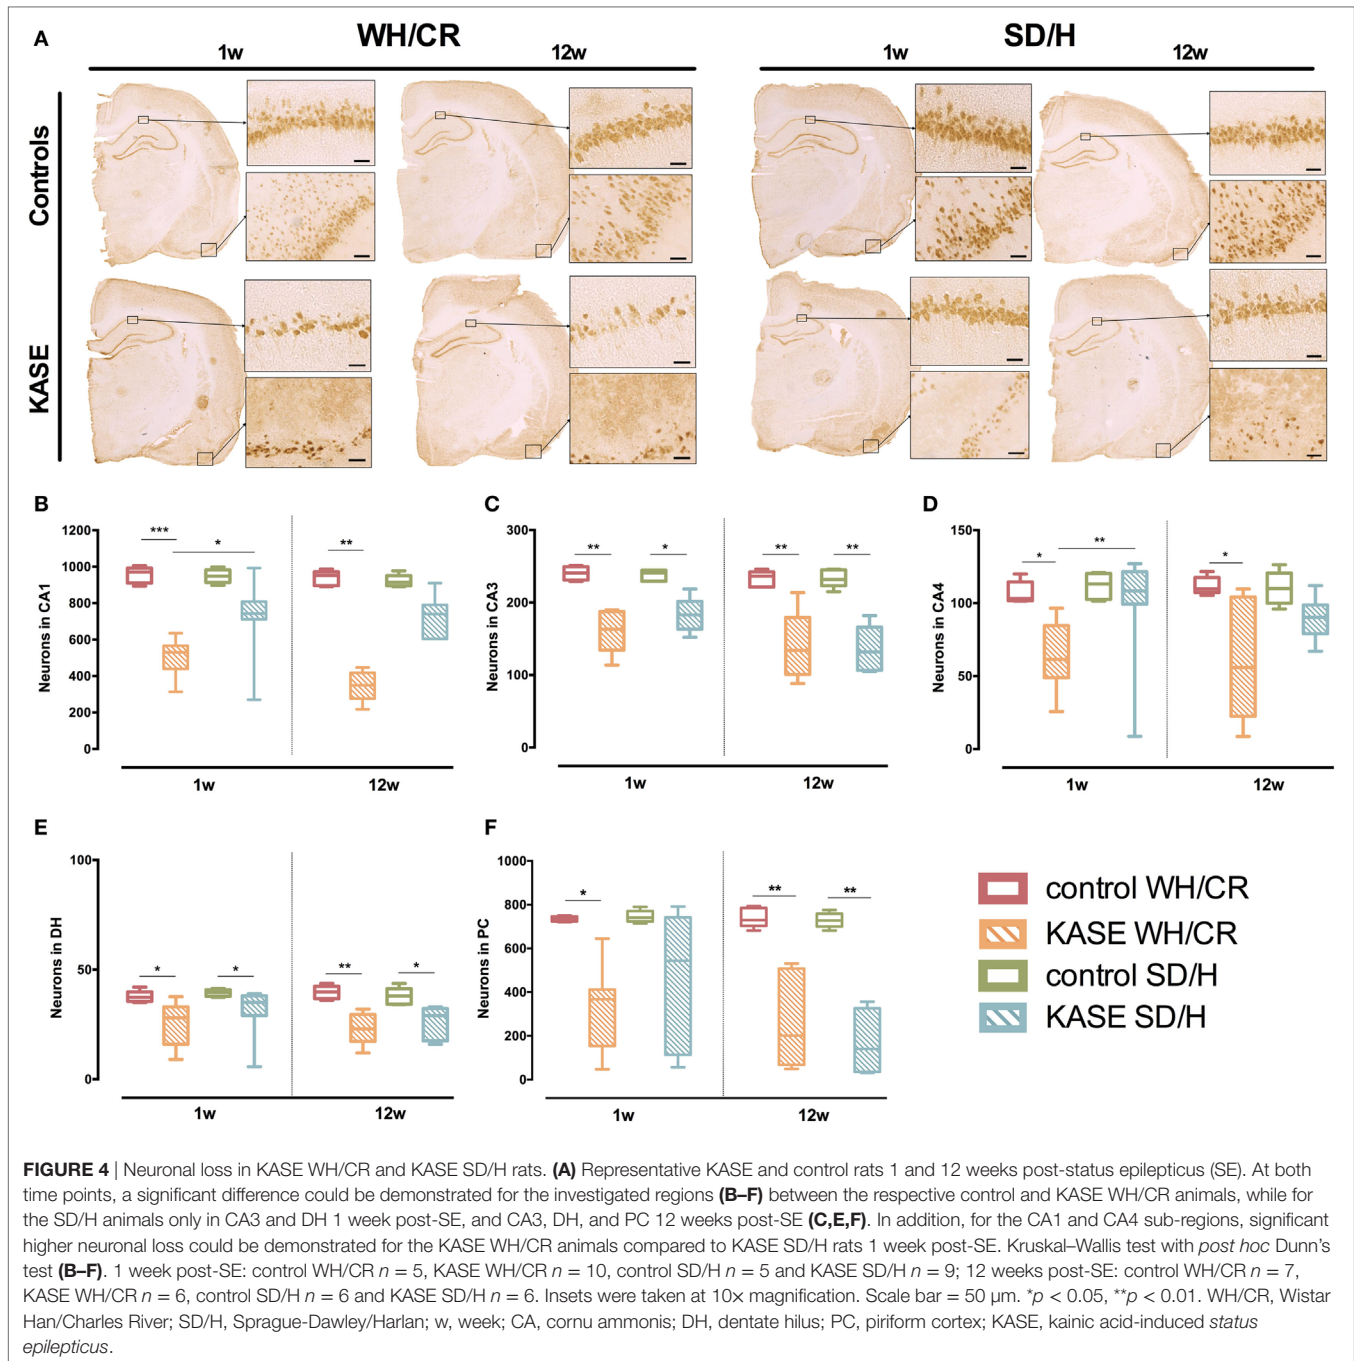 A
WH/CR
SD/H
1w
12w
1w
12w
Controls
KASE
B
Neurons in CA1
1200
1000
800
600
400
200
0
***
*
**
1w
12w
C
Neurons in CA3
300
200
100
0
**
*
**
**
1w
12w
D
Neurons in CA4
150
100
50
0
*
**
*
1w
12w
E
Neurons in DH
100
50
0
*
*
**
*
1w
12w
F
Neurons in PC
1000
800
600
400
200
0
*
**
**
1w
12w
control WH/CR
KASE WH/CR
control SD/H
KASE SD/H
FIGURE 4 | Neuronal loss in KASE WH/CR and KASE SD/H rats. (A) Representative KASE and control rats 1 and 12 weeks post-status epilepticus (SE). At both
time points, a significant difference could be demonstrated for the investigated regions (B–F) between the respective control and KASE WH/CR animals, while for
the SD/H animals only in CA3 and DH 1 week post-SE, and CA3, DH, and PC 12 weeks post-SE (C,E,F). In addition, for the CA1 and CA4 sub-regions, significant
higher neuronal loss could be demonstrated for the KASE WH/CR animals compared to KASE SD/H rats 1 week post-SE. Kruskal–Wallis test with post hoc Dunn's
test (B–F). 1 week post-SE: control WH/CR n = 5, KASE WH/CR n = 10, control SD/H n = 5 and KASE SD/H n = 9; 12 weeks post-SE: control WH/CR n = 7,
KASE WH/CR n = 6, control SD/H n = 6 and KASE SD/H n = 6. Insets were taken at 10× magnification. Scale bar = 50 μm. *p < 0.05, **p < 0.01. WH/CR, Wistar
Han/Charles River; SD/H, Sprague-Dawley/Harlan; w, week; CA, cornu ammonis; DH, dentate hilus; PC, piriform cortex; KASE, kainic acid-induced status
epilepticus.